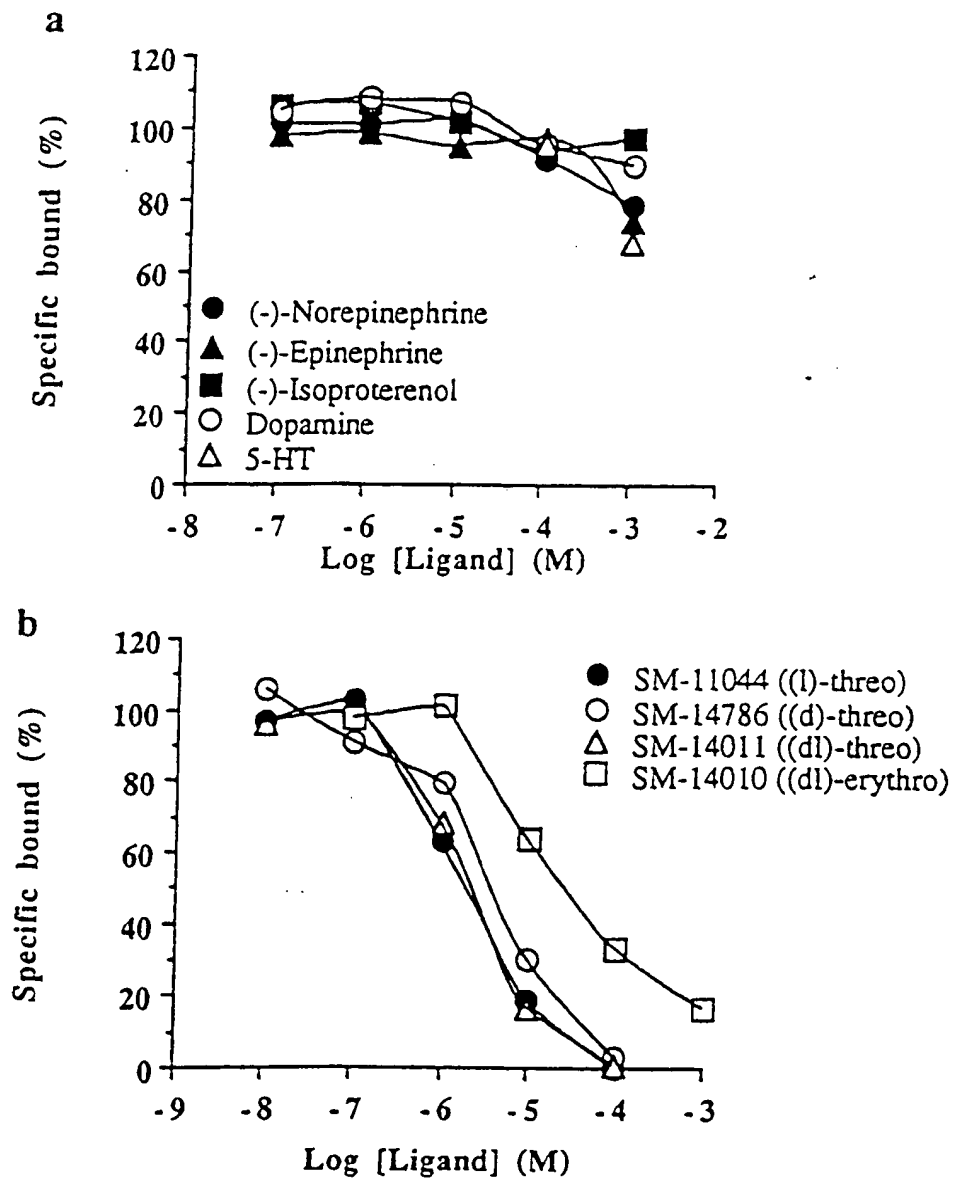 a
120
100
80
60
40
20
0
Specific bound (%)
(-)-Norepinephrine
(-)-Epinephrine
(-)-Isoproterenol
Dopamine
5-HT
-8 -7 -6 -5 -4 -3 -2
Log [Ligand] (M)
b
120
100
80
60
40
20
0
Specific bound (%)
SM-11044 ((l)-threo)
SM-14786 ((d)-threo)
SM-14011 ((dl)-threo)
SM-14010 ((dl)-erythro)
-9 -8 -7 -6 -5 -4 -3
Log [Ligand] (M)